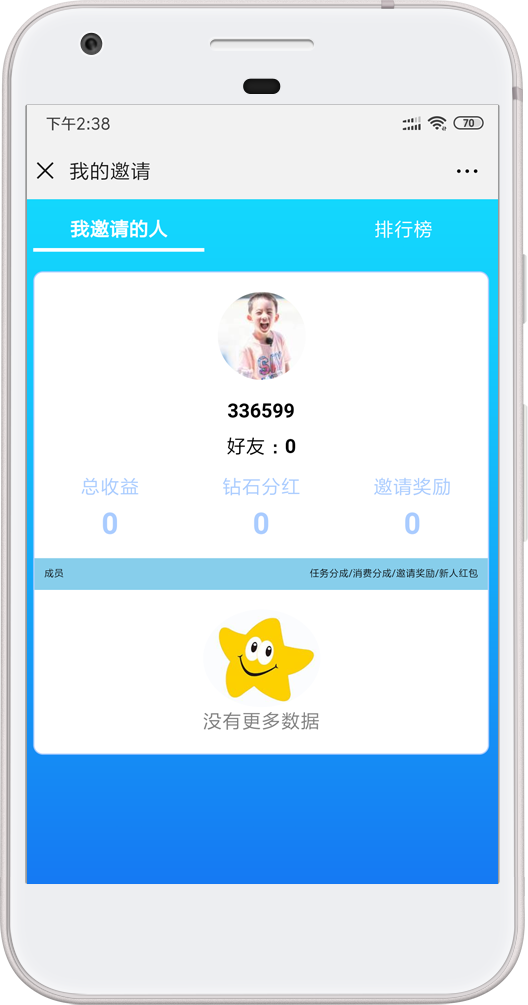 下午2:38
70
我的邀请
我邀请的人 排行榜
336599
好友：0
总收益 钻石分红 邀请奖励
0 0 0
成员 任务分成/消费分成/邀请奖励/新人红包
没有更多数据